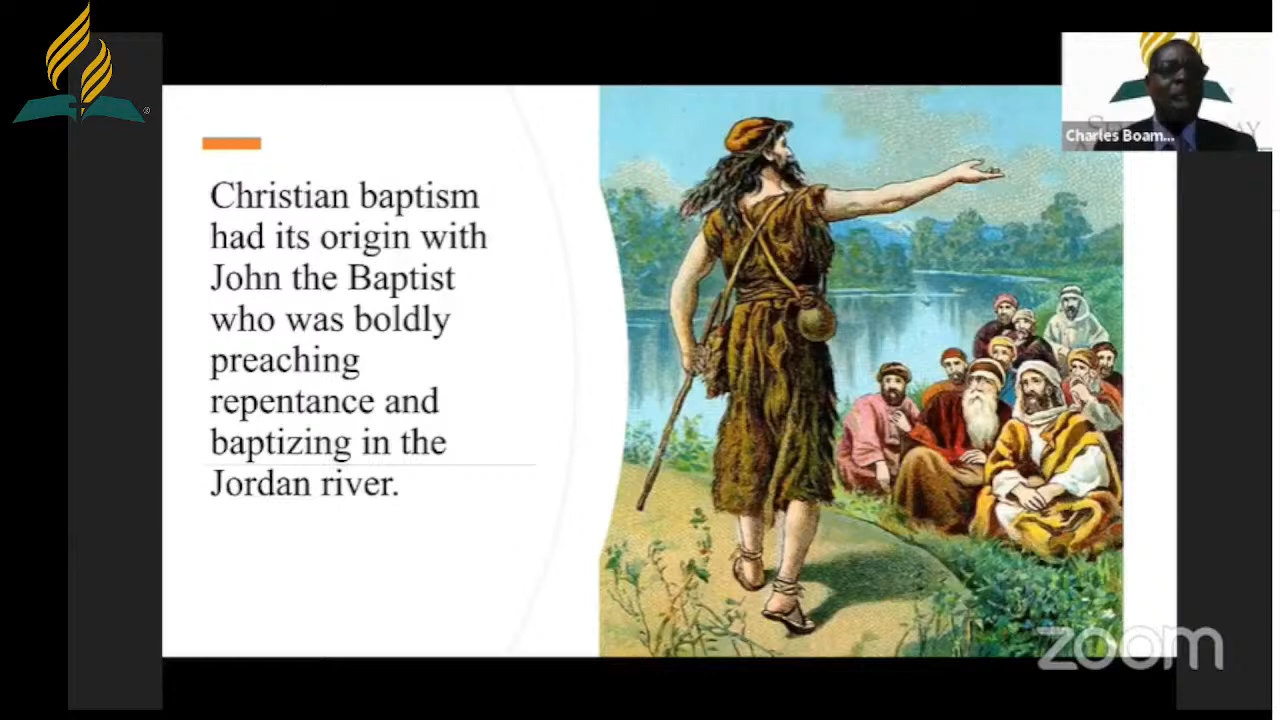 Christian baptism
had its origin with
John the Baptist
who was boldly
preaching
repentance and
baptizing in the
Jordan river.
Charles Boam...
zoom